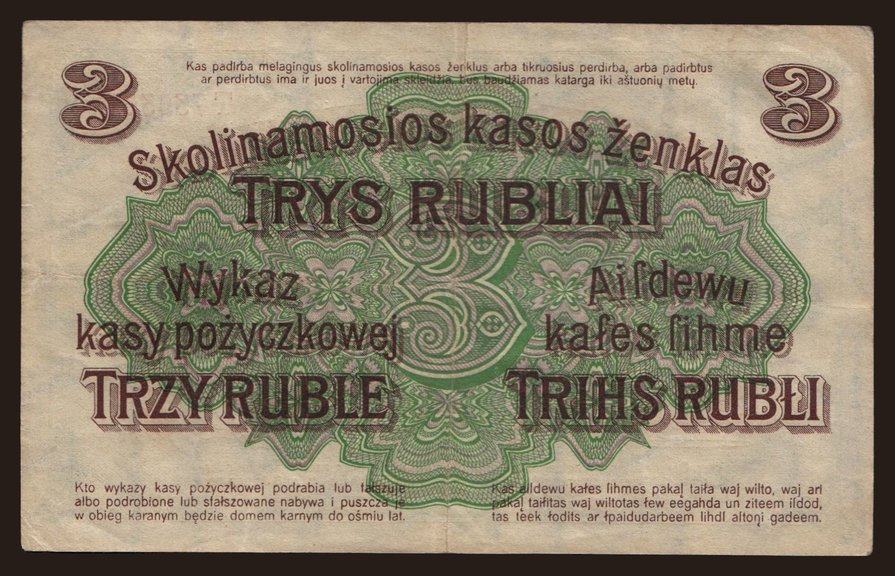 Kas padirba melagingus skolinamosios kasos ženklus arba tikruosius perdirba, arba padirbtus
ar perdirbtus ima ir juos į vartojimą skleidžia, bus baudžiamas katarga iki aštuonių metų.
3 3
Skolinamosios kasos ženklas
TRYS RUBLIAI
3
Wykaz
kasy pożyczkowej
TRZY RUBLE
Aiſdewu
kaſes ſihme
TRIHS RUBŁI
Kto wykazy kasy pożyczkowej podrabia lub fałszuje
albo podrobione lub sfałszowane nabywa i puszcza je
w obieg karanym będzie domem karnym do ośmiu lat.
Kas aiſdewu kaſes ſihmes pakaļ taiſa waj wilto, waj arī
pakaļ taiſitas waj wiltotas ſew eegahda un ziteem iſdod,
tas teek ſodits ar ſpaidudarbeem lihdſ aſtoņi gadeem.